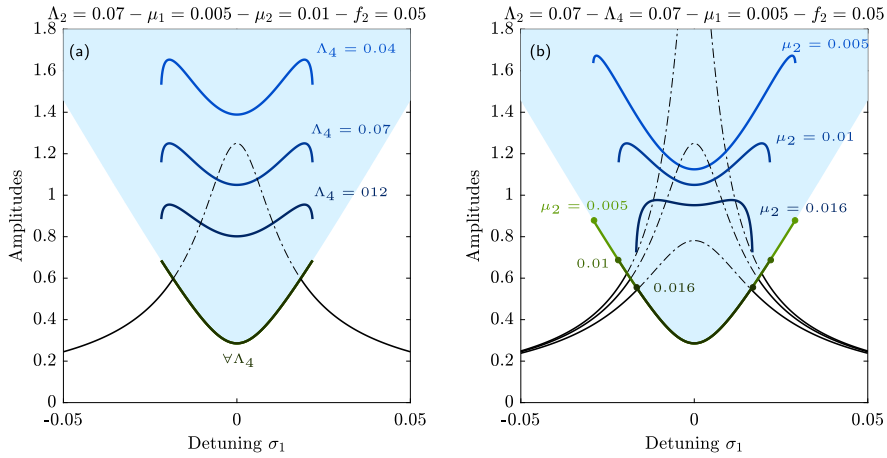 Λ₂ = 0.07 − μ₁ = 0.005 − μ₂ = 0.01 − f₂ = 0.05
(a)
Λ₄ = 0.04
Λ₄ = 0.07
Λ₄ = 012
∀Λ₄
1.8
1.6
1.4
1.2
1
0.8
0.6
0.4
0.2
0
Amplitudes
-0.05
0
0.05
Detuning σ₁
Λ₂ = 0.07 − Λ₄ = 0.07 − μ₁ = 0.005 − f₂ = 0.05
(b)
μ₂ = 0.005
μ₂ = 0.01
μ₂ = 0.016
μ₂ = 0.005
0.01
0.016
1.8
1.6
1.4
1.2
1
0.8
0.6
0.4
0.2
0
Amplitudes
-0.05
0
0.05
Detuning σ₁